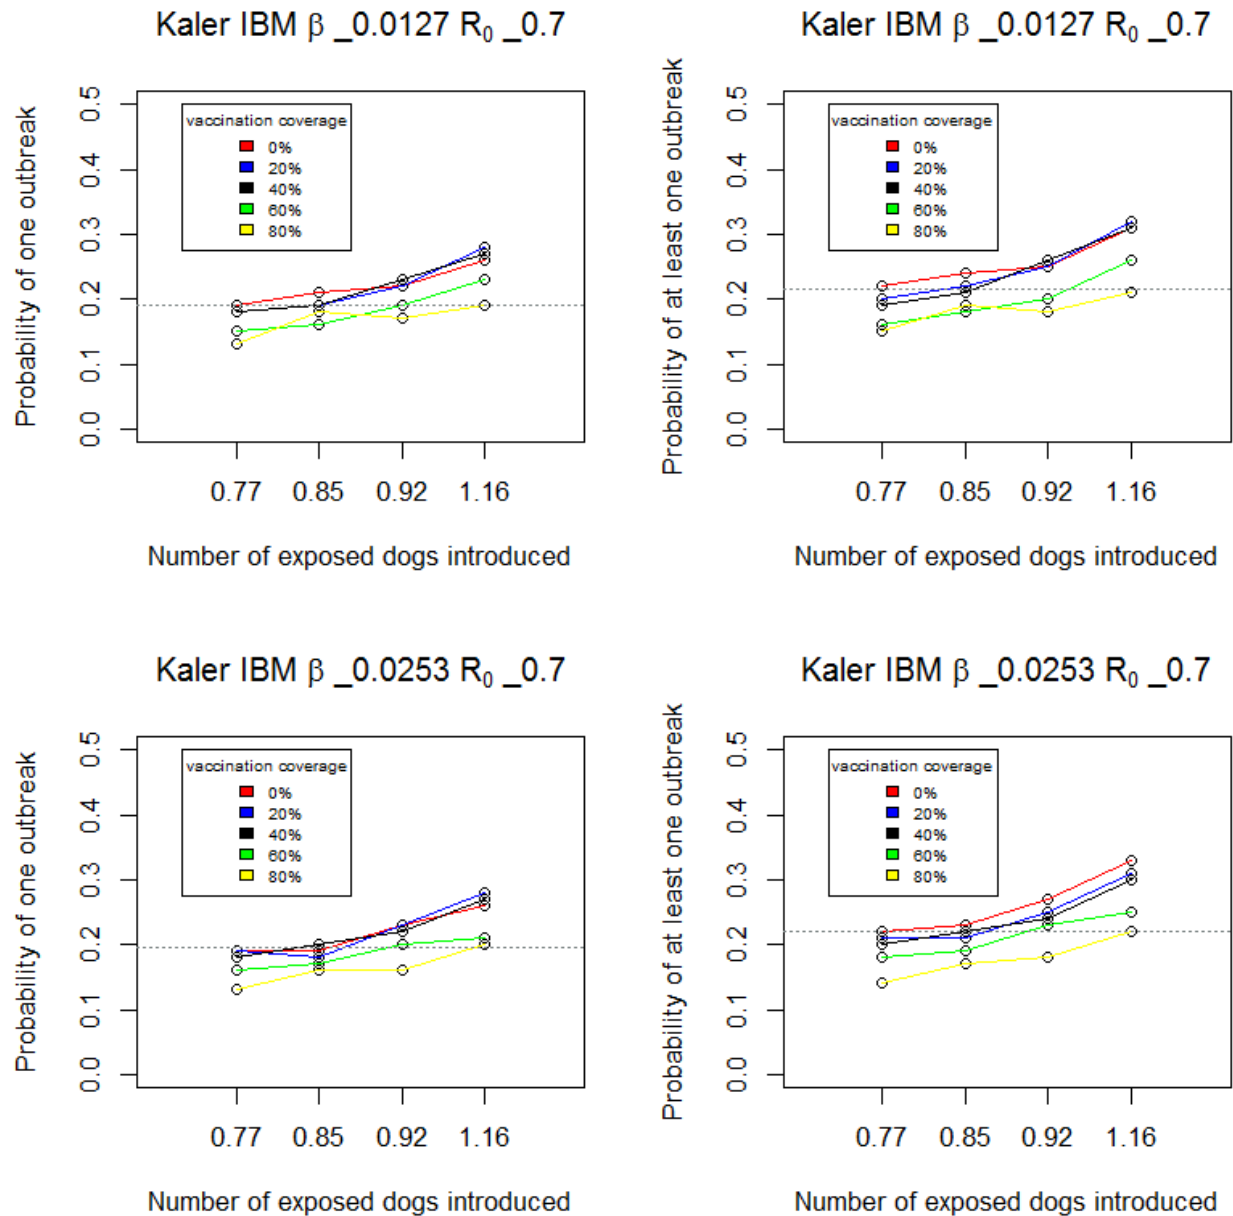 Kaler IBM β _0.0127 R₀ _0.7
Probability of one outbreak
0.5
0.4
0.3
0.2
0.1
0.0
vaccination coverage
0%
20%
40%
60%
80%
0.77 0.85 0.92 1.16
Number of exposed dogs introduced
Kaler IBM β _0.0127 R₀ _0.7
Probability of at least one outbreak
0.5
0.4
0.3
0.2
0.1
0.0
vaccination coverage
0%
20%
40%
60%
80%
0.77 0.85 0.92 1.16
Number of exposed dogs introduced
Kaler IBM β _0.0253 R₀ _0.7
Probability of one outbreak
0.5
0.4
0.3
0.2
0.1
0.0
vaccination coverage
0%
20%
40%
60%
80%
0.77 0.85 0.92 1.16
Number of exposed dogs introduced
Kaler IBM β _0.0253 R₀ _0.7
Probability of at least one outbreak
0.5
0.4
0.3
0.2
0.1
0.0
vaccination coverage
0%
20%
40%
60%
80%
0.77 0.85 0.92 1.16
Number of exposed dogs introduced